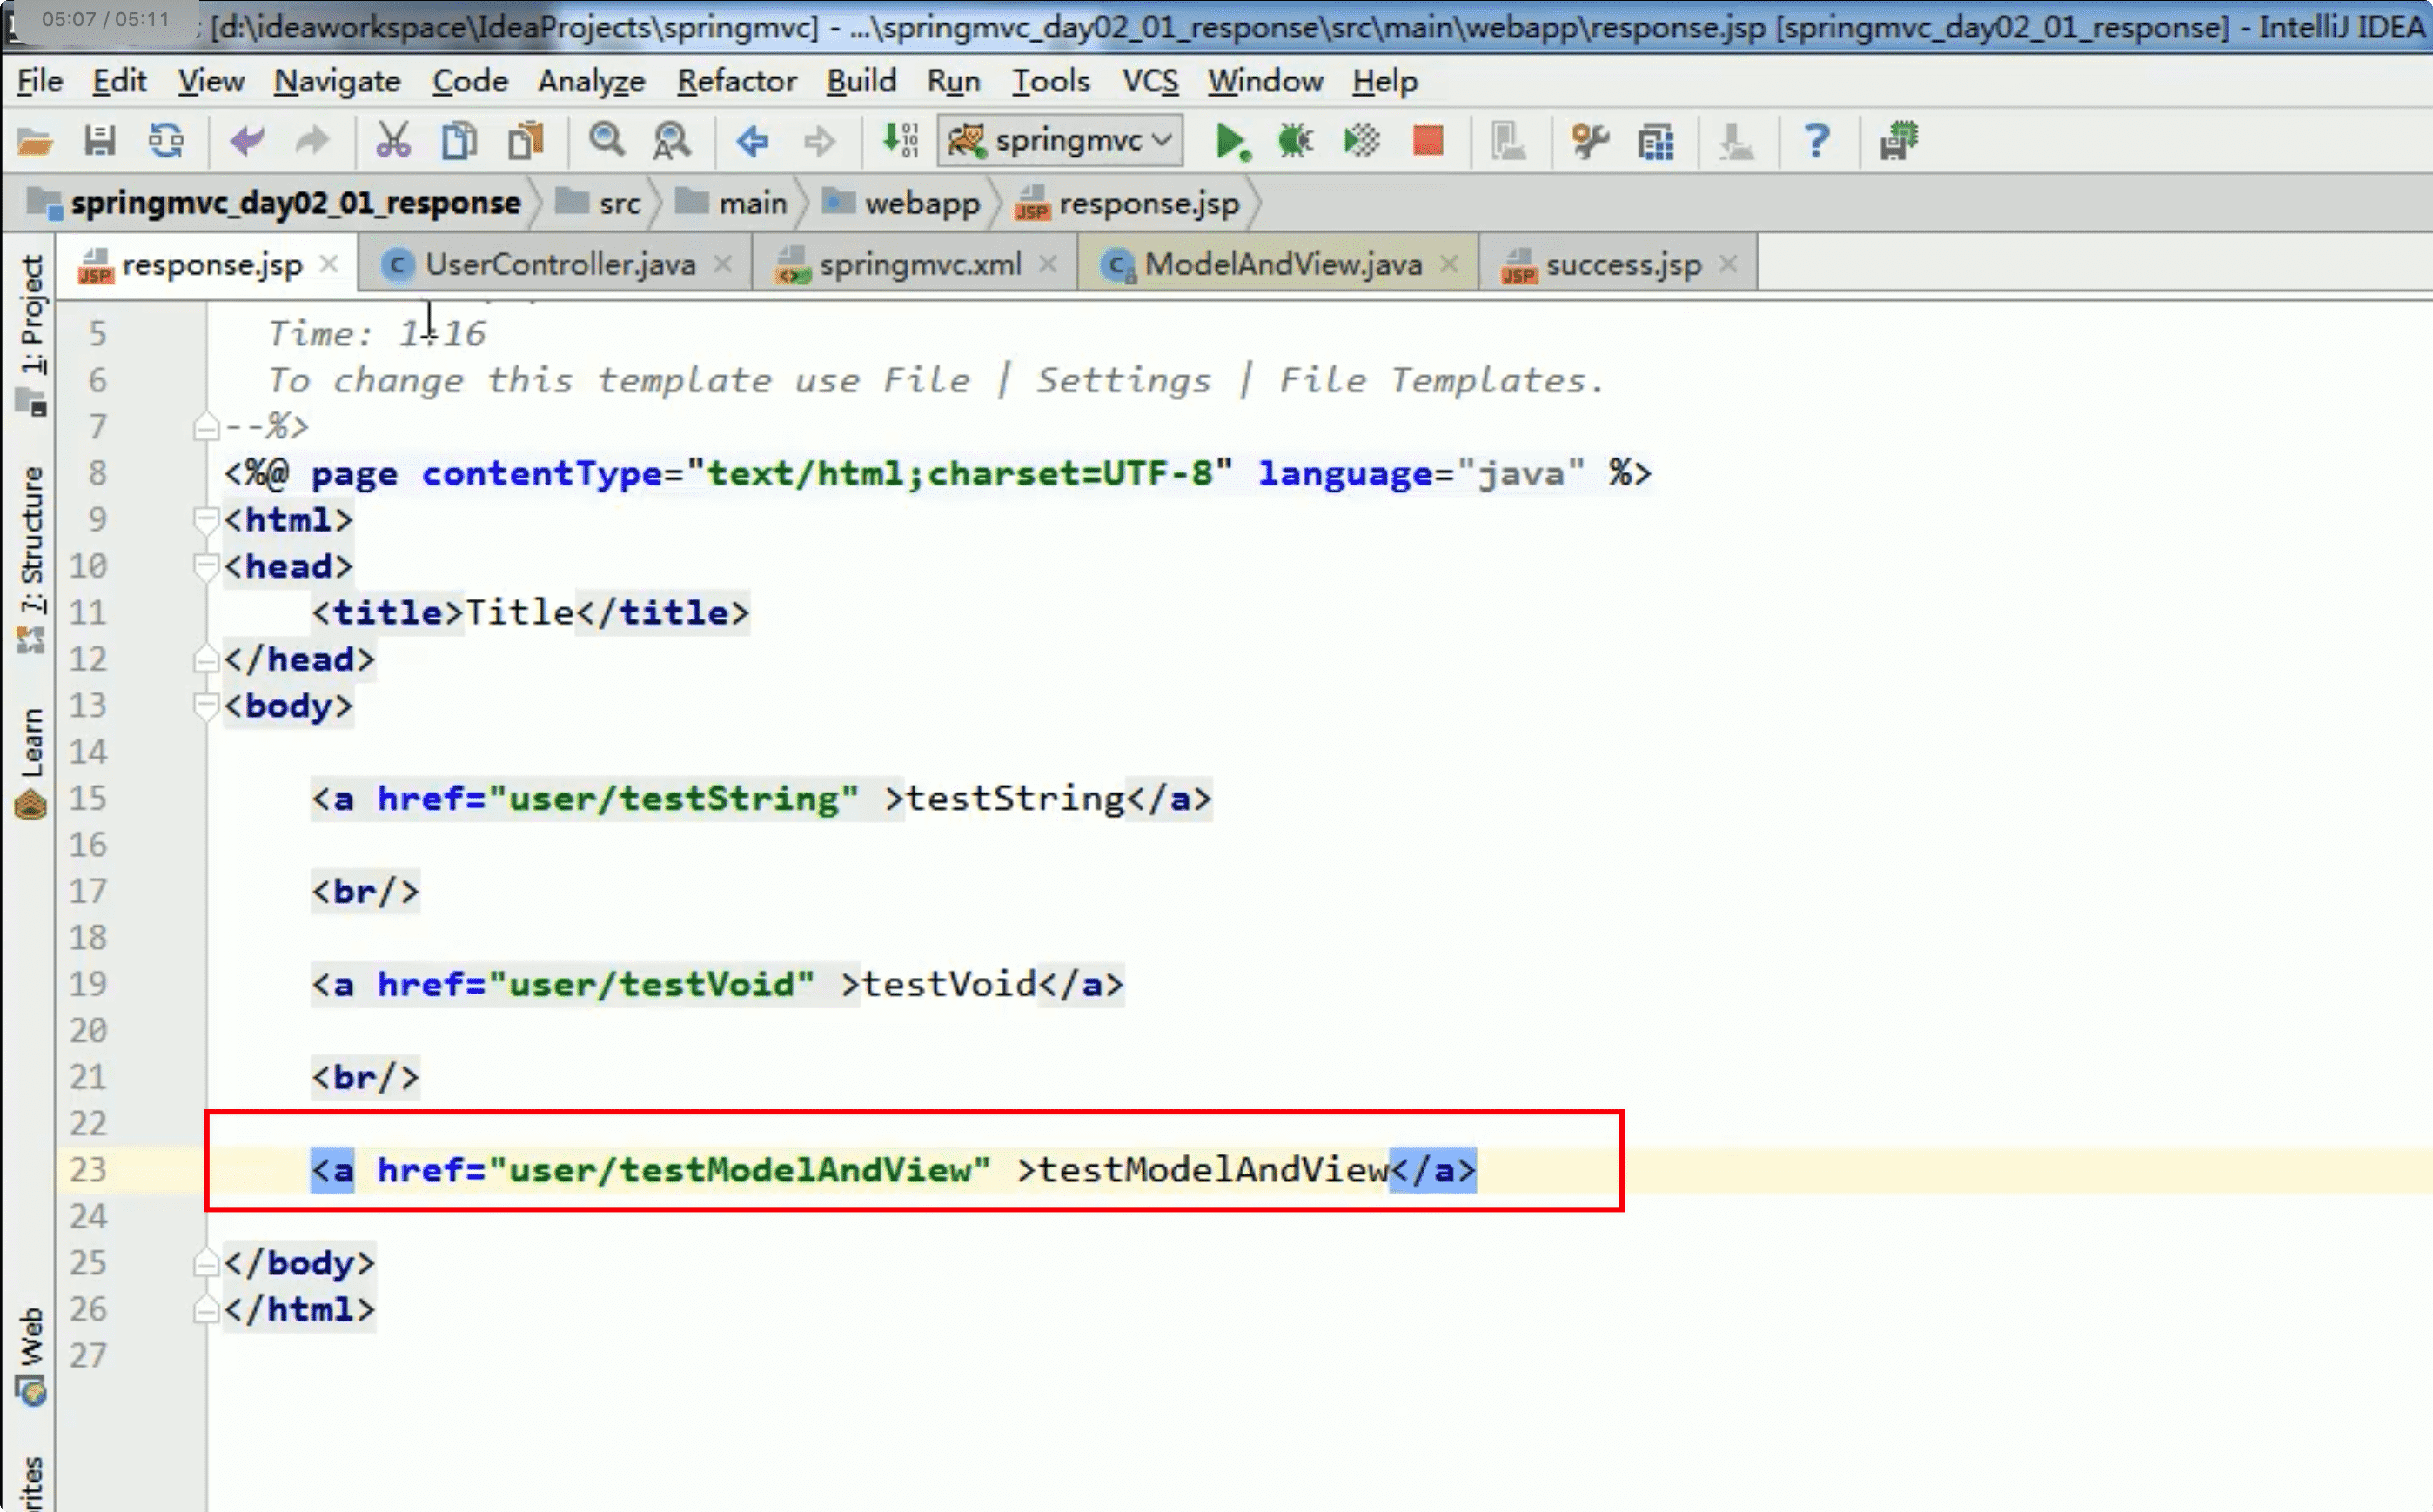 05:07 / 05:11
[d:\ideaworkspace\IdeaProjects\springmvc] - ...\springmvc_day02_01_response\src\main\webapp\response.jsp [springmvc_day02_01_response] - IntelliJ IDEA
File Edit View Navigate Code Analyze Refactor Build Run Tools VCS Window Help
springmvc
springmvc_day02_01_response src main webapp response.jsp
response.jsp UserController.java springmvc.xml ModelAndView.java success.jsp
1: Project
7: Structure
Learn
Web
5 Time: 1:16
6 To change this template use File | Settings | File Templates.
7 --%>
8 <%@ page contentType="text/html;charset=UTF-8" language="java" %>
9 <html>
10 <head>
11 <title>Title</title>
12 </head>
13 <body>
14
15 <a href="user/testString" >testString</a>
16
17 <br/>
18
19 <a href="user/testVoid" >testVoid</a>
20
21 <br/>
22
23 <a href="user/testModelAndView" >testModelAndView</a>
24
25 </body>
26 </html>
27